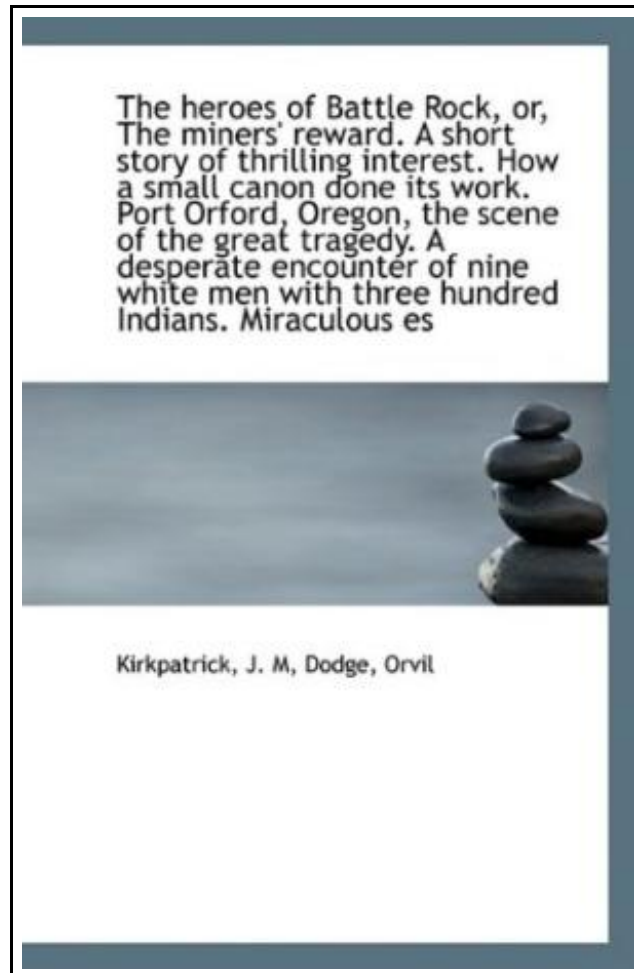 The heroes of Battle Rock, or,
The miners' reward. A short
story of thrilling interest. How
a small canon done its work.
Port Orford, Oregon, the scene
of the great tragedy. A
desperate encounter of nine
white men with three hundred
Indians. Miraculous es
Kirkpatrick, J. M, Dodge, Orvil